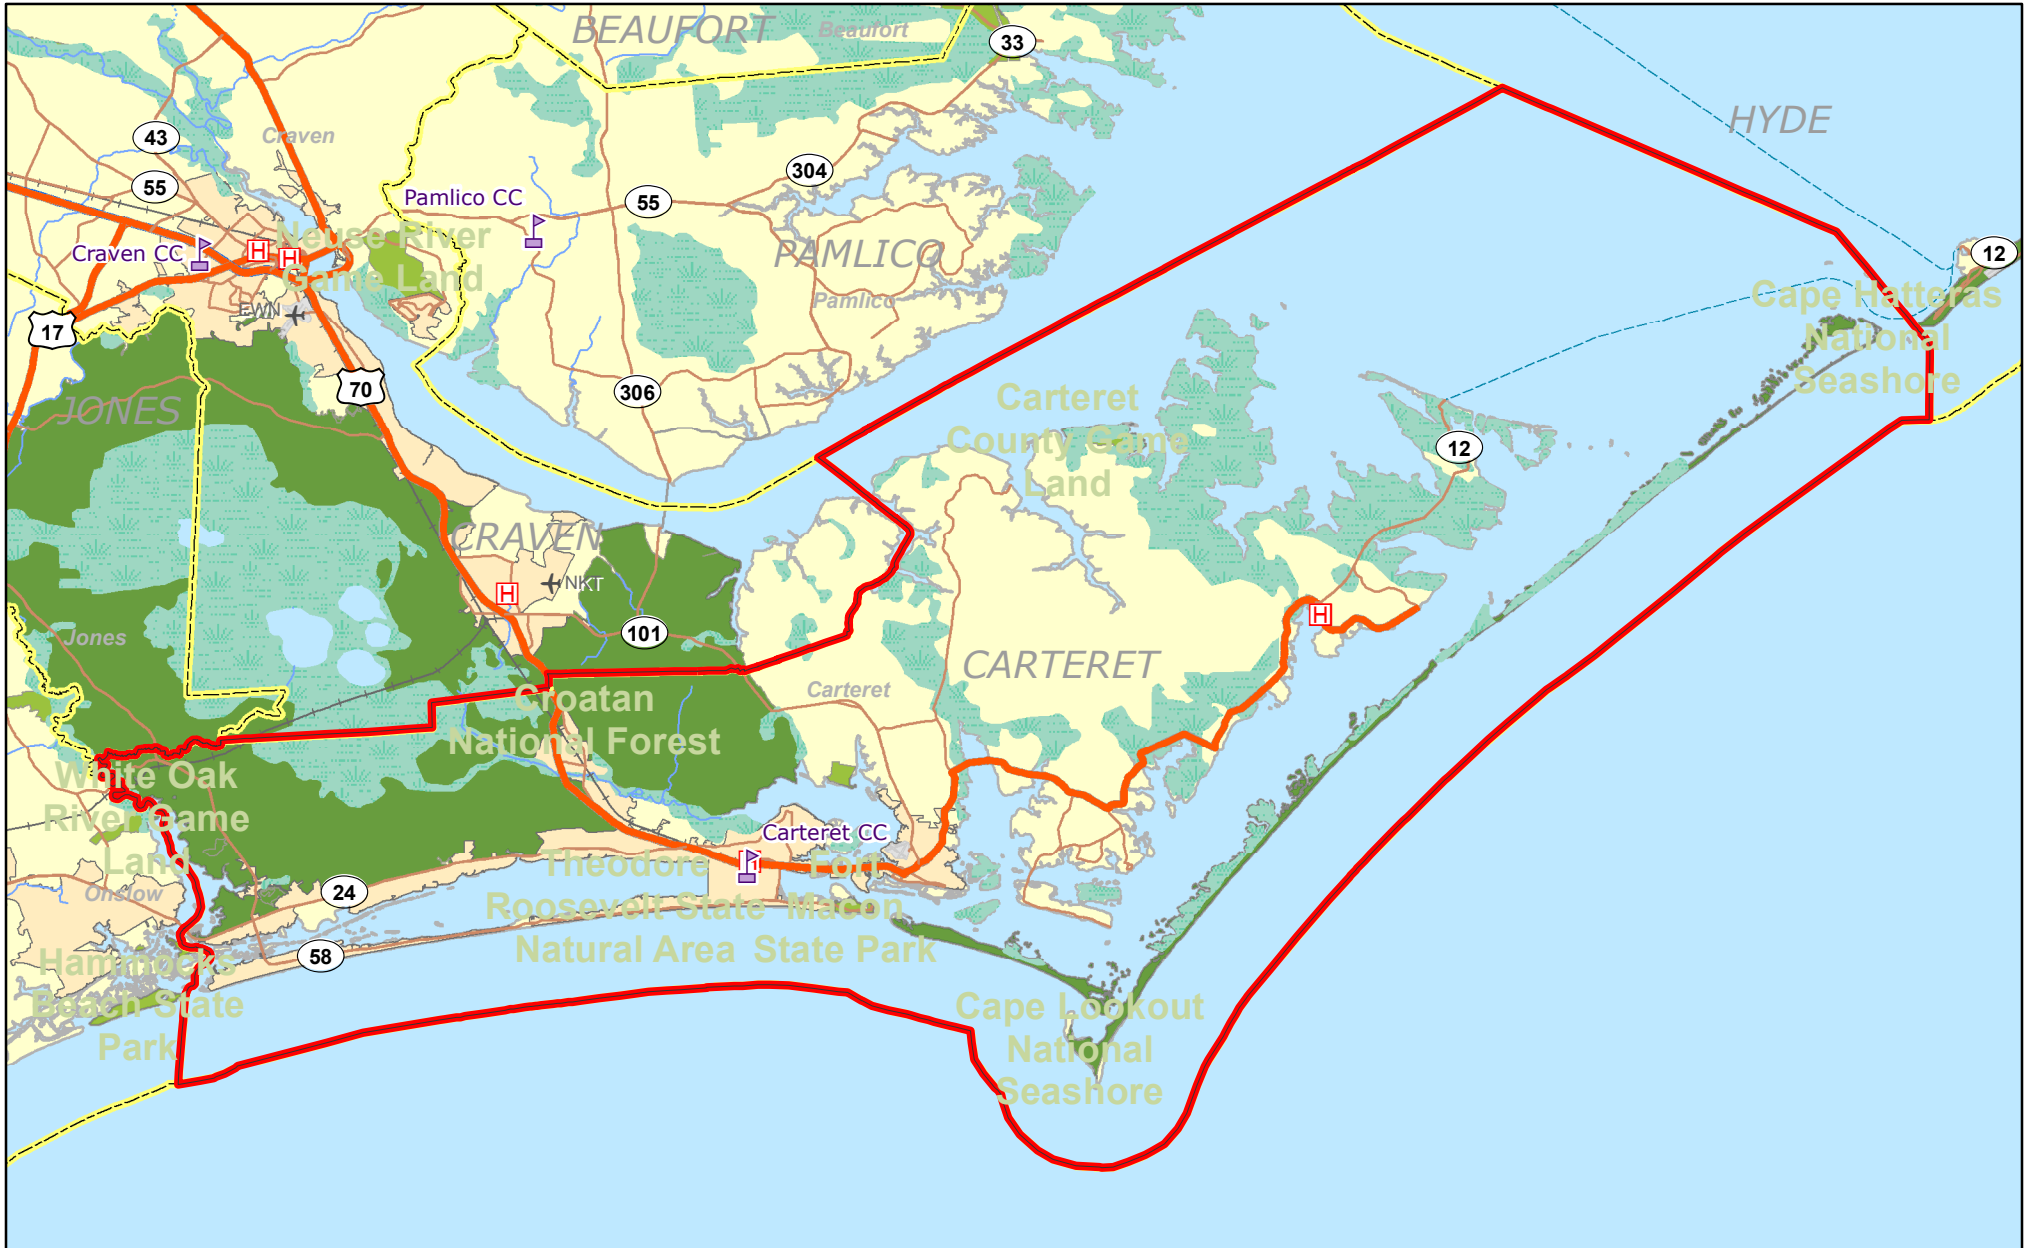 BEAUFORT
Beaufort
33
HYDE
43
Craven
55
304
Pamlico CC
55
12
Craven CC
H
H
Neuse River
Game Land
PAMLICO
Pamlico
EWN
17
Cape Hatteras
National
Seashore
70
306
JONES
Carteret
County Game
Land
12
CRAVEN
NKT
H
H
101
Jones
CARTERET
Carteret
Croatan
National Forest
White Oak
River Game
Land
Onslow
24
Carteret CC
Theodore
Roosevelt State
Natural Area
Fort
Macon
State Park
58
Hammocks
Beach State
Park
Cape Lookout
National
Seashore